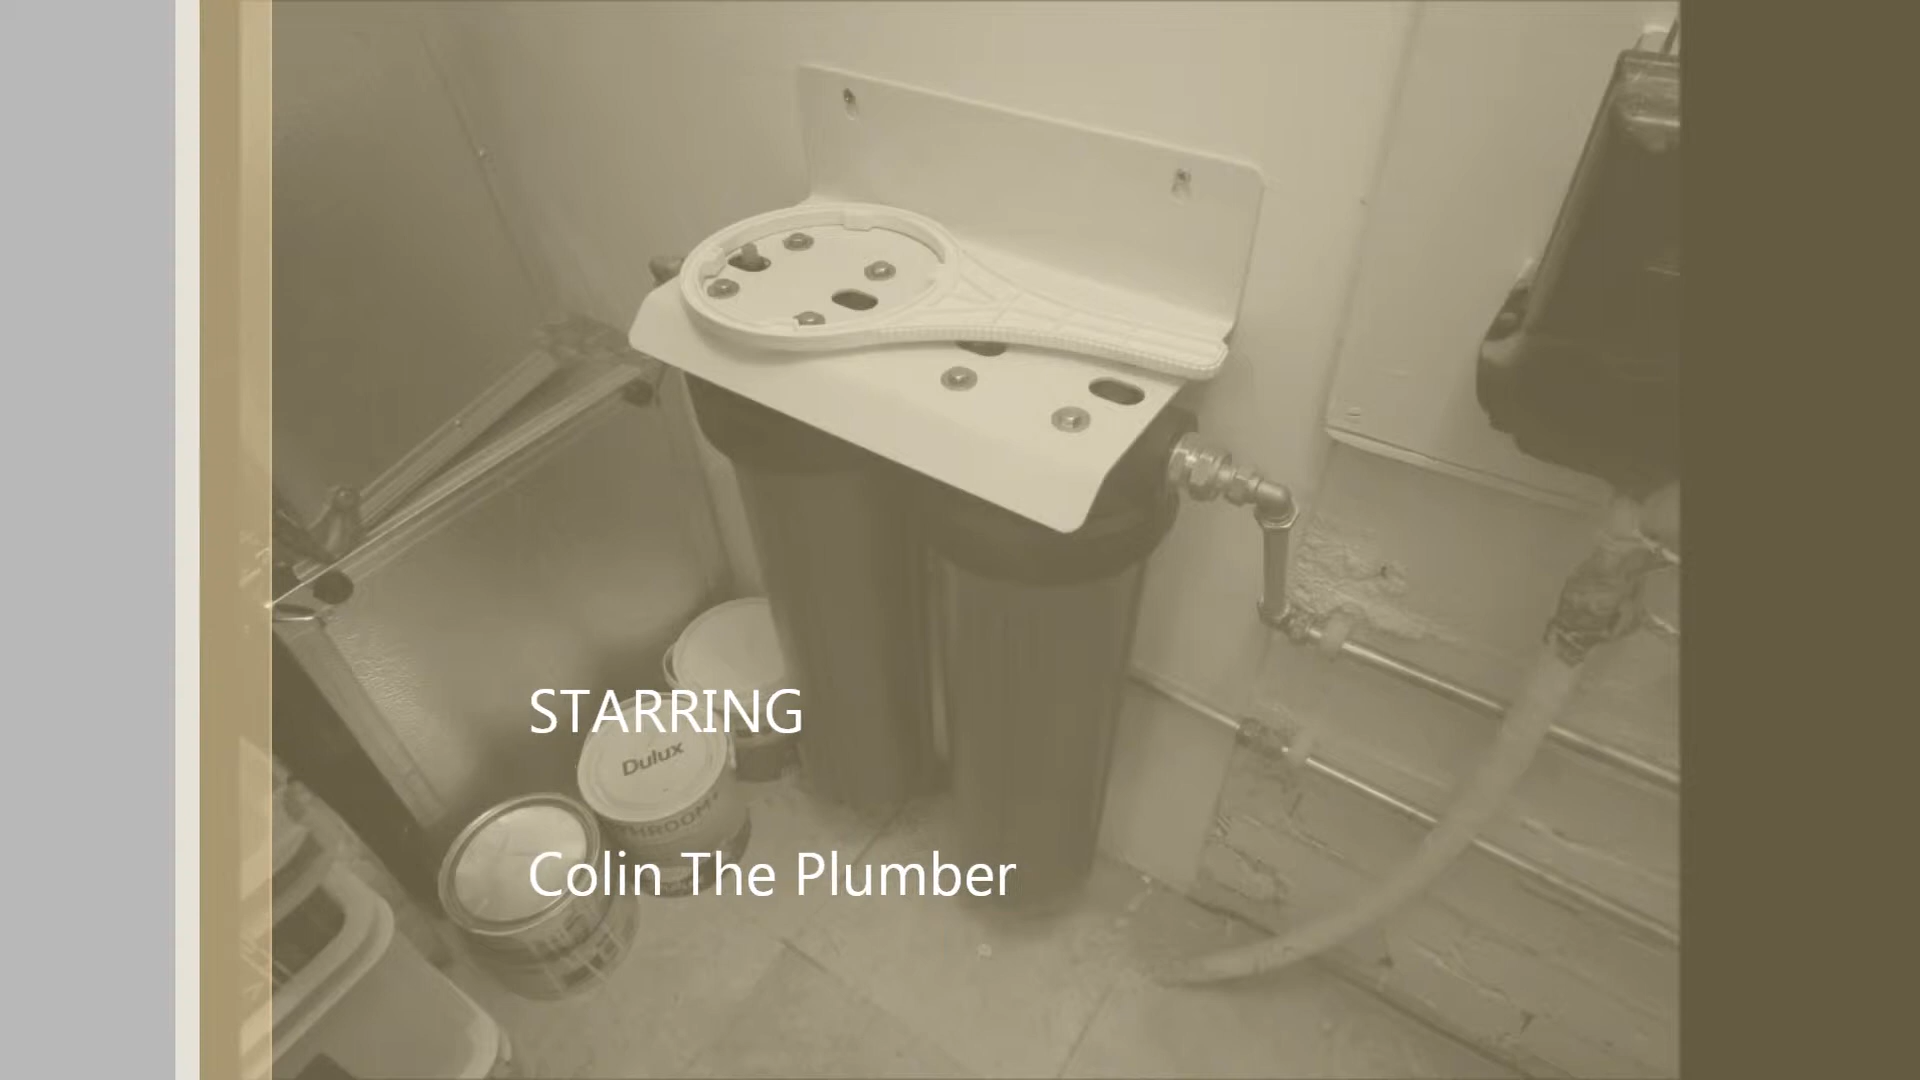 STARRING
Dulux
Colin The Plumber